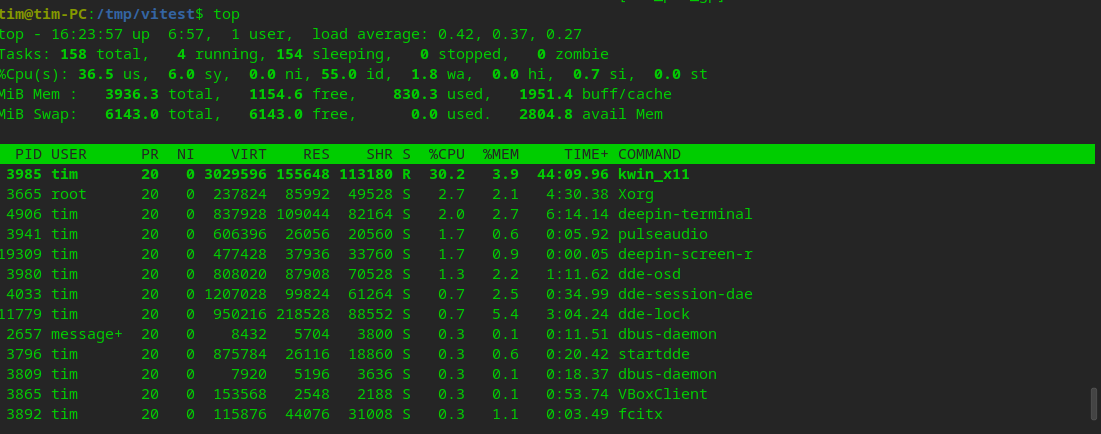 tim@tim-PC:/tmp/vitest$ top
top - 16:23:57 up  6:57,  1 user,  load average: 0.42, 0.37, 0.27
Tasks: 158 total,   4 running, 154 sleeping,   0 stopped,   0 zombie
%Cpu(s): 36.5 us,  6.0 sy,  0.0 ni, 55.0 id,  1.8 wa,  0.0 hi,  0.7 si,  0.0 st
MiB Mem :   3936.3 total,   1154.6 free,    830.3 used,   1951.4 buff/cache
MiB Swap:   6143.0 total,   6143.0 free,      0.0 used.   2804.8 avail Mem
PID USER      PR  NI    VIRT    RES    SHR S  %CPU  %MEM     TIME+ COMMAND
3985 tim       20   0 3029596 155648 113180 R  30.2   3.9  44:09.96 kwin_x11
3665 root      20   0  237824  85992  49528 S   2.7   2.1   4:30.38 Xorg
4906 tim       20   0  837928 109044  82164 S   2.0   2.7   6:14.14 deepin-terminal
3941 tim       20   0  606396  26056  20560 S   1.7   0.6   0:05.92 pulseaudio
19309 tim       20   0  477428  37936  33760 S   1.7   0.9   0:00.05 deepin-screen-r
3980 tim       20   0  808020  87908  70528 S   1.3   2.2   1:11.62 dde-osd
4033 tim       20   0 1207028  99824  61264 S   0.7   2.5   0:34.99 dde-session-dae
11779 tim       20   0  950216 218528  88552 S   0.7   5.4   3:04.24 dde-lock
2657 message+  20   0    8432   5704   3800 S   0.3   0.1   0:11.51 dbus-daemon
3796 tim       20   0  875784  26116  18860 S   0.3   0.6   0:20.42 startdde
3809 tim       20   0    7920   5196   3636 S   0.3   0.1   0:18.37 dbus-daemon
3865 tim       20   0  153568   2548   2188 S   0.3   0.1   0:53.74 VBoxClient
3892 tim       20   0  115876  44076  31008 S   0.3   1.1   0:03.49 fcitx